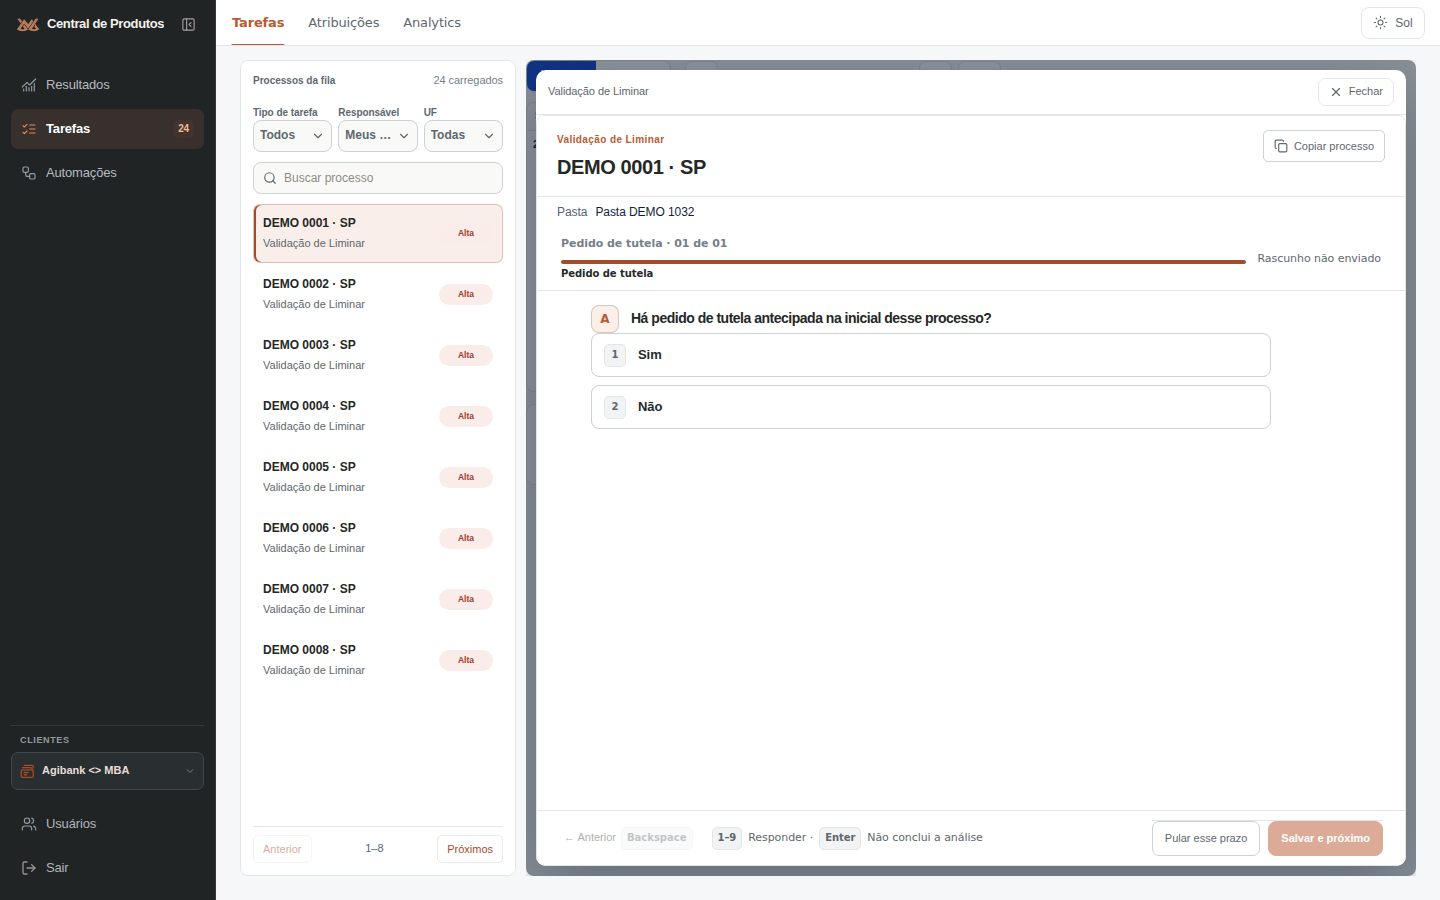 Central de Produtos
Resultados
Tarefas 24
Automações
CLIENTES
Agibank <> MBA
Usuários
Sair
Tarefas Atribuições Analytics
Sol
Processos da fila 24 carregados
Tipo de tarefa Responsável UF
Todos Meus ... Todas
Buscar processo
DEMO 0001 · SP
Validação de Liminar
Alta
DEMO 0002 · SP
Validação de Liminar
Alta
DEMO 0003 · SP
Validação de Liminar
Alta
DEMO 0004 · SP
Validação de Liminar
Alta
DEMO 0005 · SP
Validação de Liminar
Alta
DEMO 0006 · SP
Validação de Liminar
Alta
DEMO 0007 · SP
Validação de Liminar
Alta
DEMO 0008 · SP
Validação de Liminar
Alta
Anterior 1–8 Próximos
Validação de Liminar Fechar
Validação de Liminar
DEMO 0001 · SP
Copiar processo
Pasta Pasta DEMO 1032
Pedido de tutela · 01 de 01
Rascunho não enviado
Pedido de tutela
A Há pedido de tutela antecipada na inicial desse processo?
1 Sim
2 Não
← Anterior Backspace 1–9 Responder · Enter Não conclui a análise
Pular esse prazo Salvar e próximo